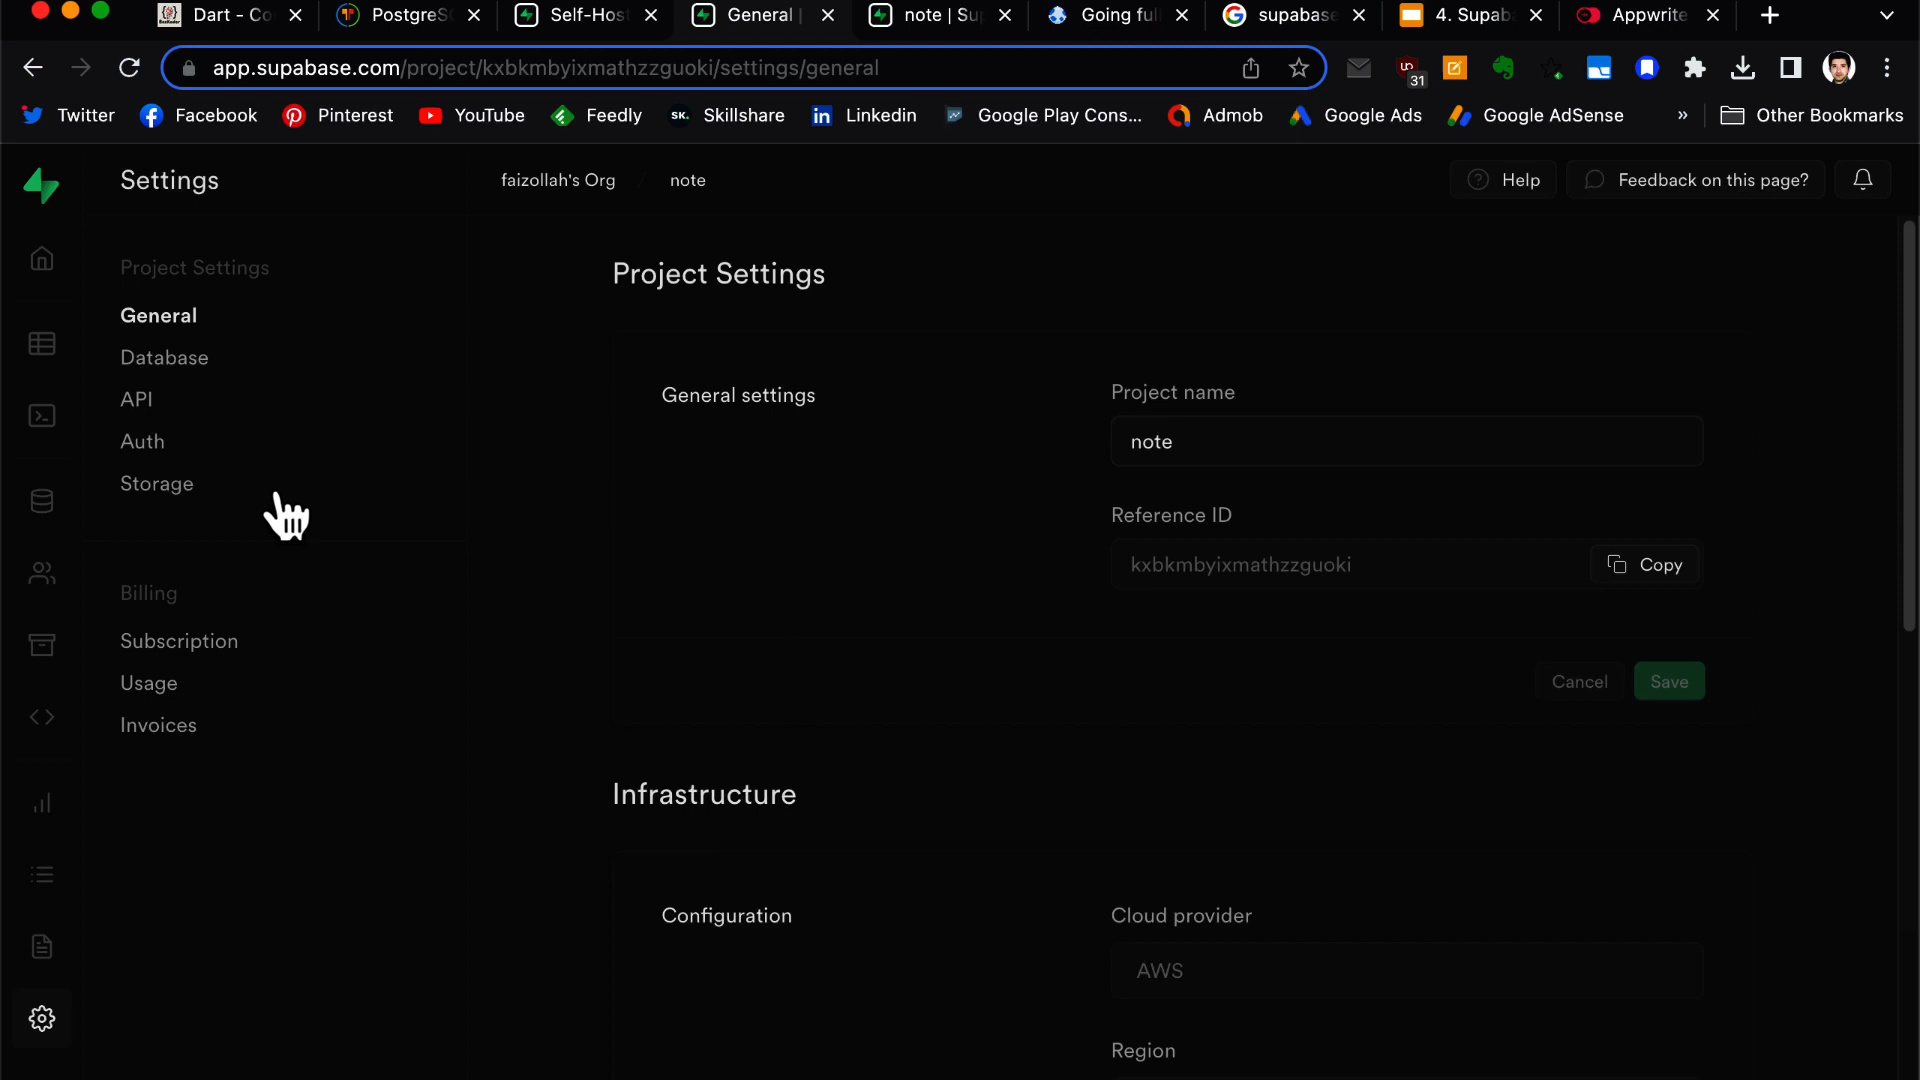 Dart - Co
PostgreS
Self-Host
General |
note | Su
Going ful
supabase
4. Supab
Appwrite
app.supabase.com/project/kxbkmbyixmathzzguoki/settings/general
31
Twitter
Facebook
Pinterest
YouTube
Feedly
SK. Skillshare
in Linkedin
Google Play Cons...
Admob
Google Ads
Google AdSense
»
Other Bookmarks
Settings
faizollah's Org
note
Help
Feedback on this page?
Project Settings
General
Database
API
Auth
Storage
Billing
Subscription
Usage
Invoices
Project Settings
General settings
Project name
note
Reference ID
kxbkmbyixmathzzguoki
Copy
Cancel
Save
Infrastructure
Configuration
Cloud provider
AWS
Region